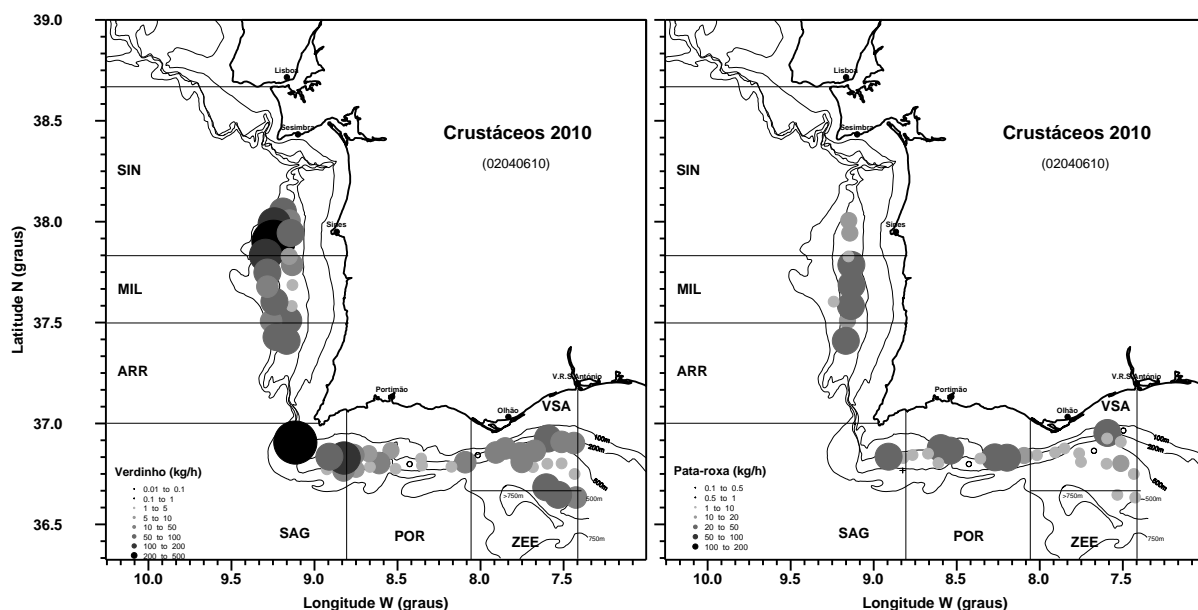 39.0
38.5
38.0
37.5
37.0
36.5
Latitude N (graus)
Lisboa
Sesimbra
Crustáceos 2010
(02040610)
SIN
Sines
MIL
ARR
Portimão
Olhão
V.R.S.António
VSA
100m
200m
500m
>750m
500m
750m
Verdinho (kg/h)
0.01 to 0.1
0.1 to 1
1 to 5
5 to 10
10 to 50
50 to 100
100 to 200
200 to 500
SAG
POR
ZEE
10.0 9.5 9.0 8.5 8.0 7.5
Longitude W (graus)
Lisboa
Sesimbra
Crustáceos 2010
(02040610)
SIN
Sines
MIL
ARR
Portimão
Olhão
V.R.S.António
VSA
100m
200m
500m
>750m
500m
750m
Pata-roxa (kg/h)
0.1 to 0.5
0.5 to 1
1 to 10
10 to 20
20 to 50
50 to 100
100 to 200
SAG
POR
ZEE
10.0 9.5 9.0 8.5 8.0 7.5
Longitude W (graus)